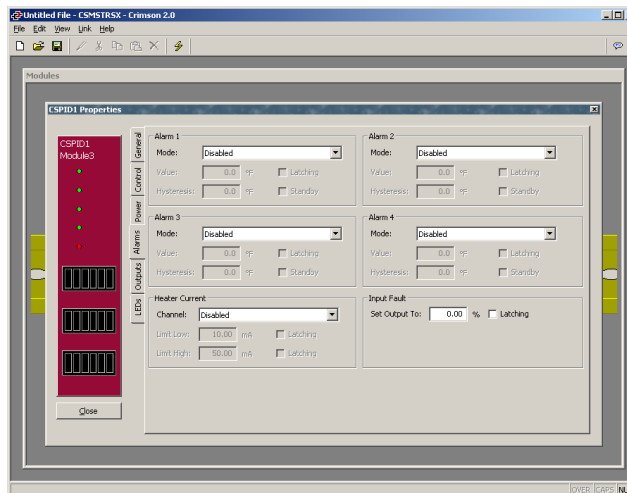 Untitled File - CSMSTRSX - Crimson 2.0
File Edit View Link Help
Modules
CSPID1 Properties
CSPID1
Module3
Close
General
Control
Power
Alarms
Outputs
LEDs
Alarm 1
Mode: Disabled
Value: 0.0 °F Latching
Hysteresis: 0.0 °F Standby
Alarm 2
Mode: Disabled
Value: 0.0 °F Latching
Hysteresis: 0.0 °F Standby
Alarm 3
Mode: Disabled
Value: 0.0 °F Latching
Hysteresis: 0.0 °F Standby
Alarm 4
Mode: Disabled
Value: 0.0 °F Latching
Hysteresis: 0.0 °F Standby
Heater Current
Channel: Disabled
Limit Low: 10.00 mA Latching
Limit High: 50.00 mA Latching
Input Fault
Set Output To: 0.00 % Latching
OVER CAPS NU